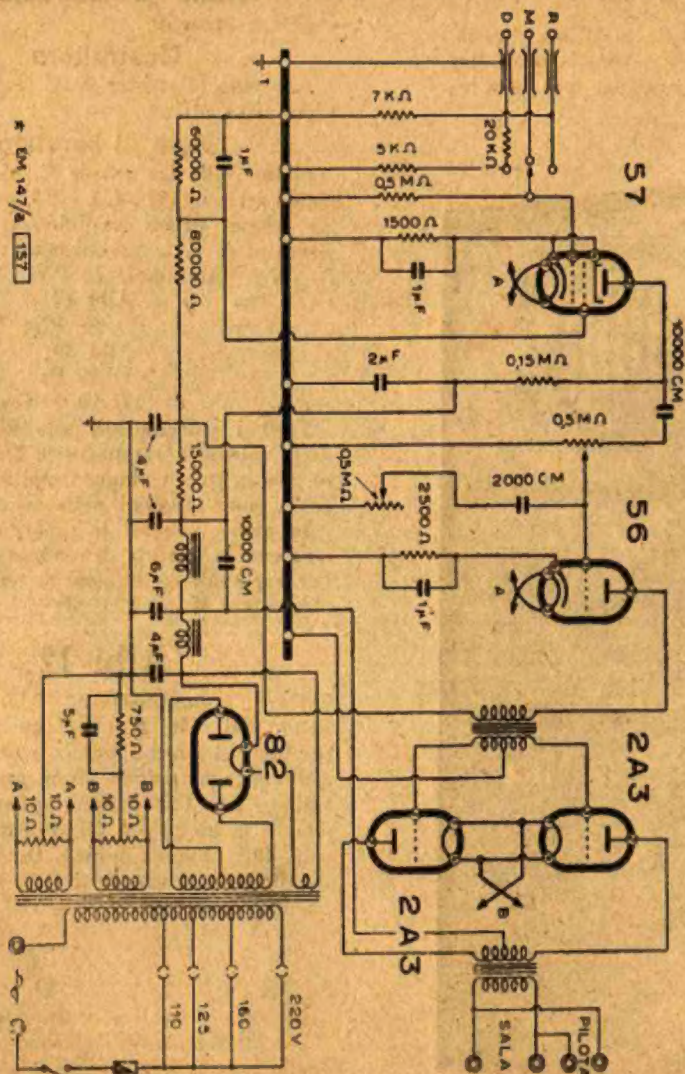 D M R
57
7 KΩ
20 KΩ
5 KΩ
0.5 MΩ
1500 Ω
1 µF
A
10000 CM
0,15 MΩ
2 µF
0,5 MΩ
56
2000 CM
0,5 MΩ
2500 Ω
1 µF
A
2A3
2A3
B
PILOTA
SALA
T
1 µF
60000 Ω
80000 Ω
4 µF
15000 Ω
10000 CM
6 µF
4 µF
82
750 Ω
5 µF
A
10 Ω
10 Ω
A
B
10 Ω
10 Ω
B
110
125
160
220 V
* EM 147/a 157